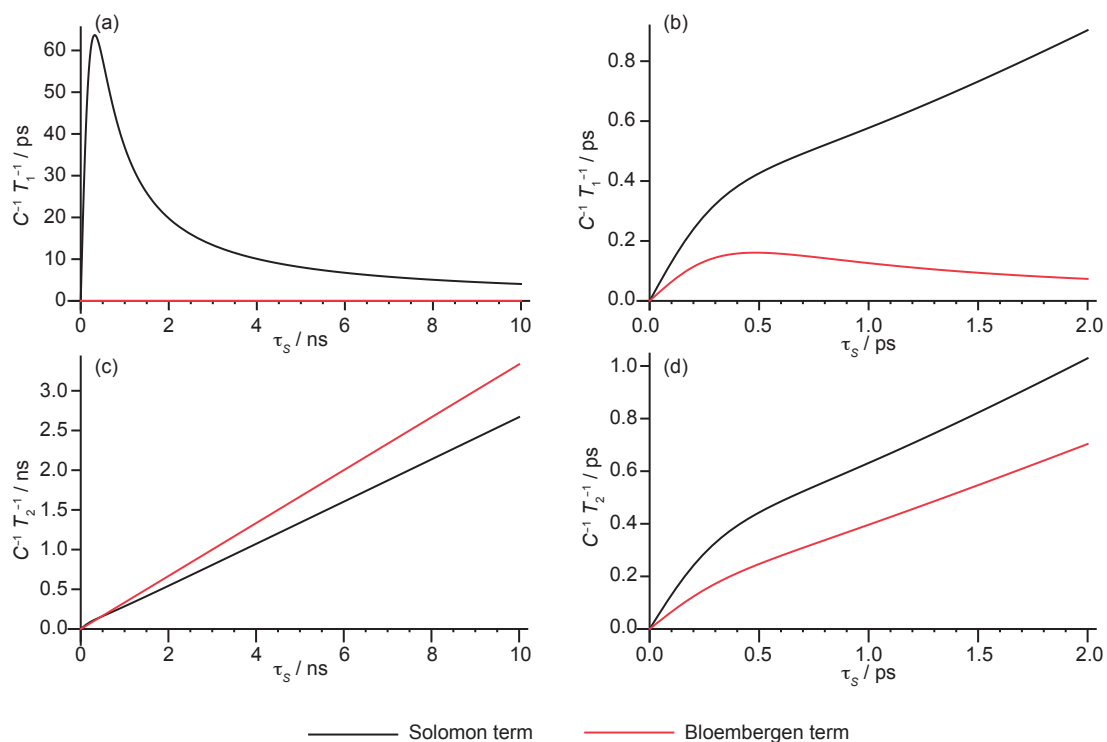 (a)
C⁻¹ T₁⁻¹ / ps
60
50
40
30
20
10
0
0 2 4 6 8 10
τ_S / ns
(b)
C⁻¹ T₁⁻¹ / ps
0.8
0.6
0.4
0.2
0.0
0.0 0.5 1.0 1.5 2.0
τ_S / ps
(c)
C⁻¹ T₂⁻¹ / ns
3.0
2.5
2.0
1.5
1.0
0.5
0.0
0 2 4 6 8 10
τ_S / ns
(d)
C⁻¹ T₂⁻¹ / ps
1.0
0.8
0.6
0.4
0.2
0.0
0.0 0.5 1.0 1.5 2.0
τ_S / ps
Solomon term Bloembergen term